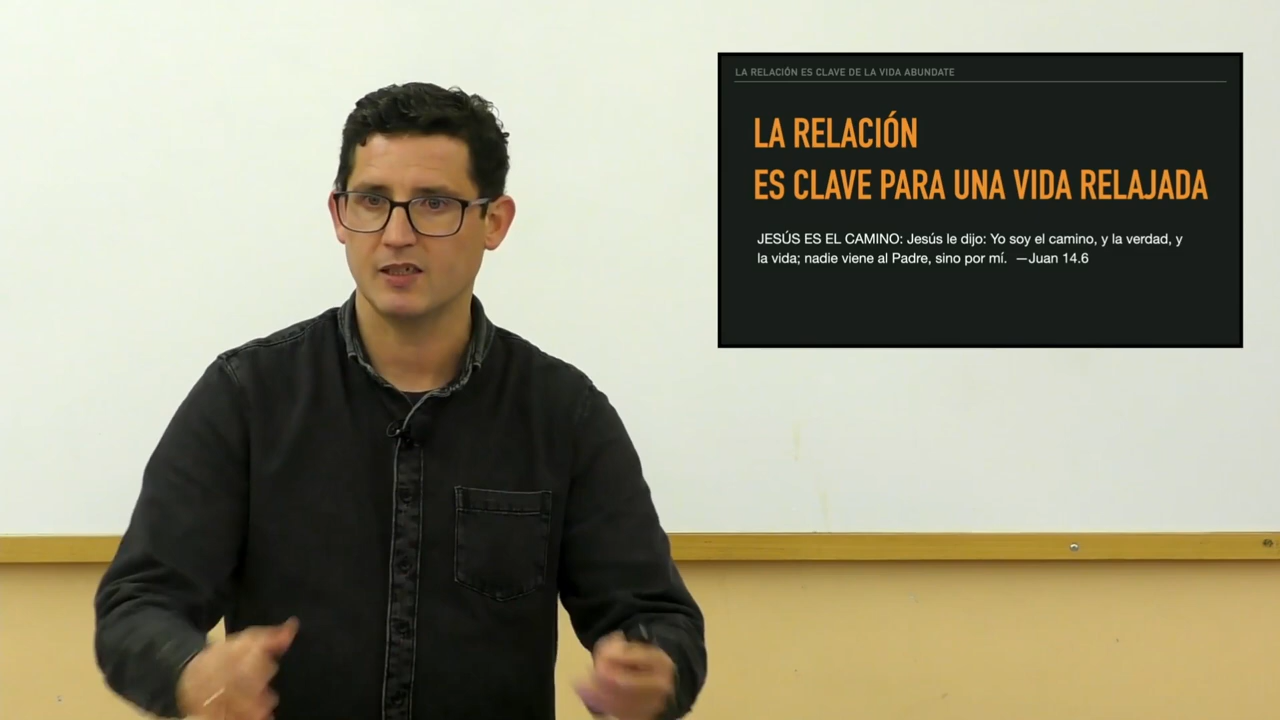 LA RELACIÓN ES CLAVE DE LA VIDA ABUNDATE
LA RELACIÓN
ES CLAVE PARA UNA VIDA RELAJADA
JESÚS ES EL CAMINO: Jesús le dijo: Yo soy el camino, y la verdad, y
la vida; nadie viene al Padre, sino por mí.  —Juan 14.6